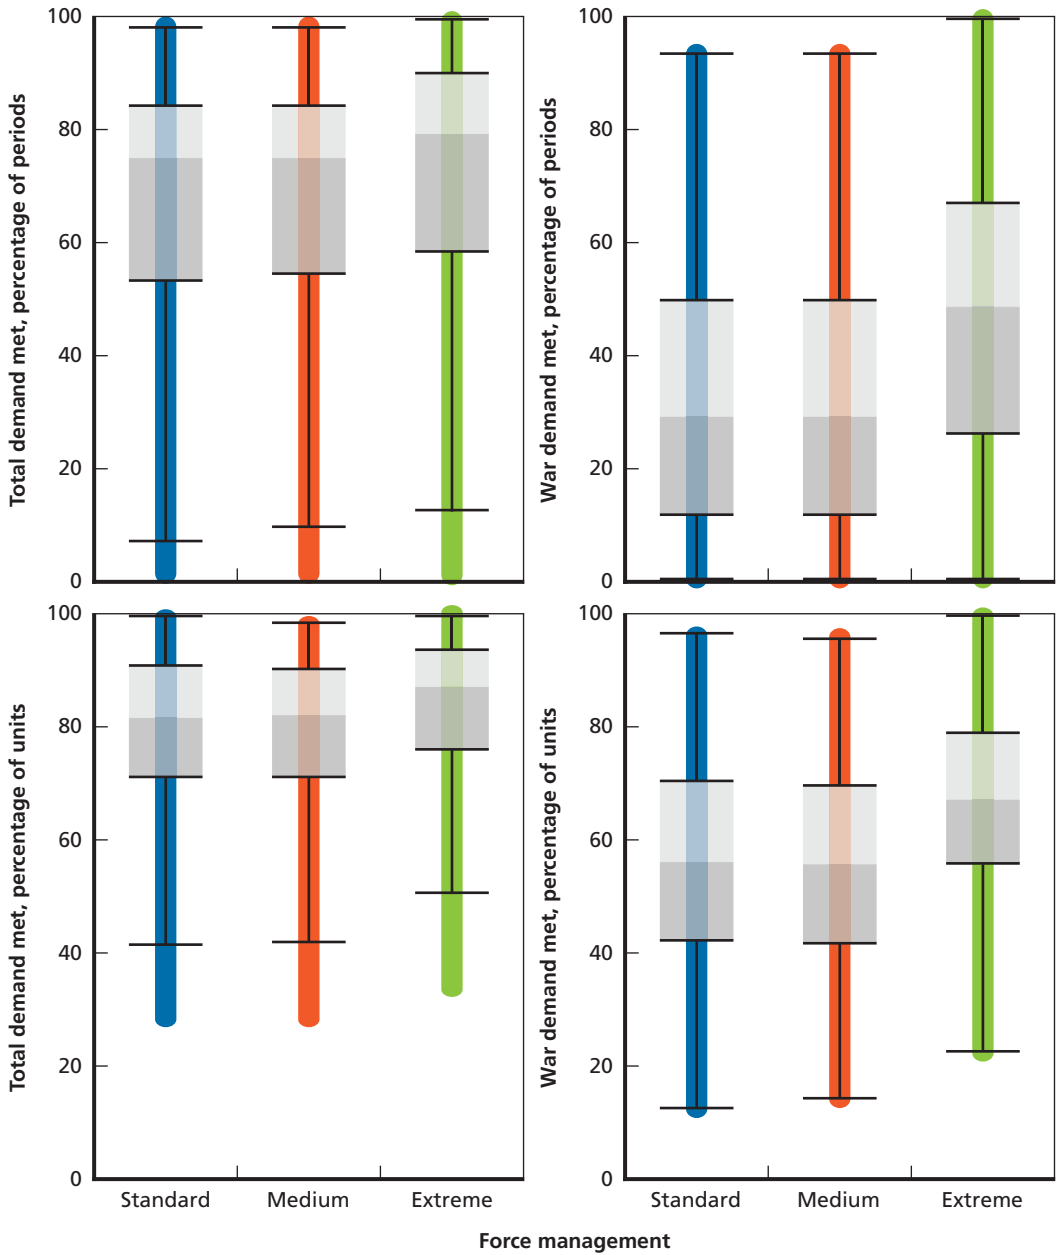 Total demand met, percentage of periods
100
80
60
40
20
0
War demand met, percentage of periods
100
80
60
40
20
0
Total demand met, percentage of units
100
80
60
40
20
0
Standard
Medium
Extreme
War demand met, percentage of units
100
80
60
40
20
0
Standard
Medium
Extreme
Force management